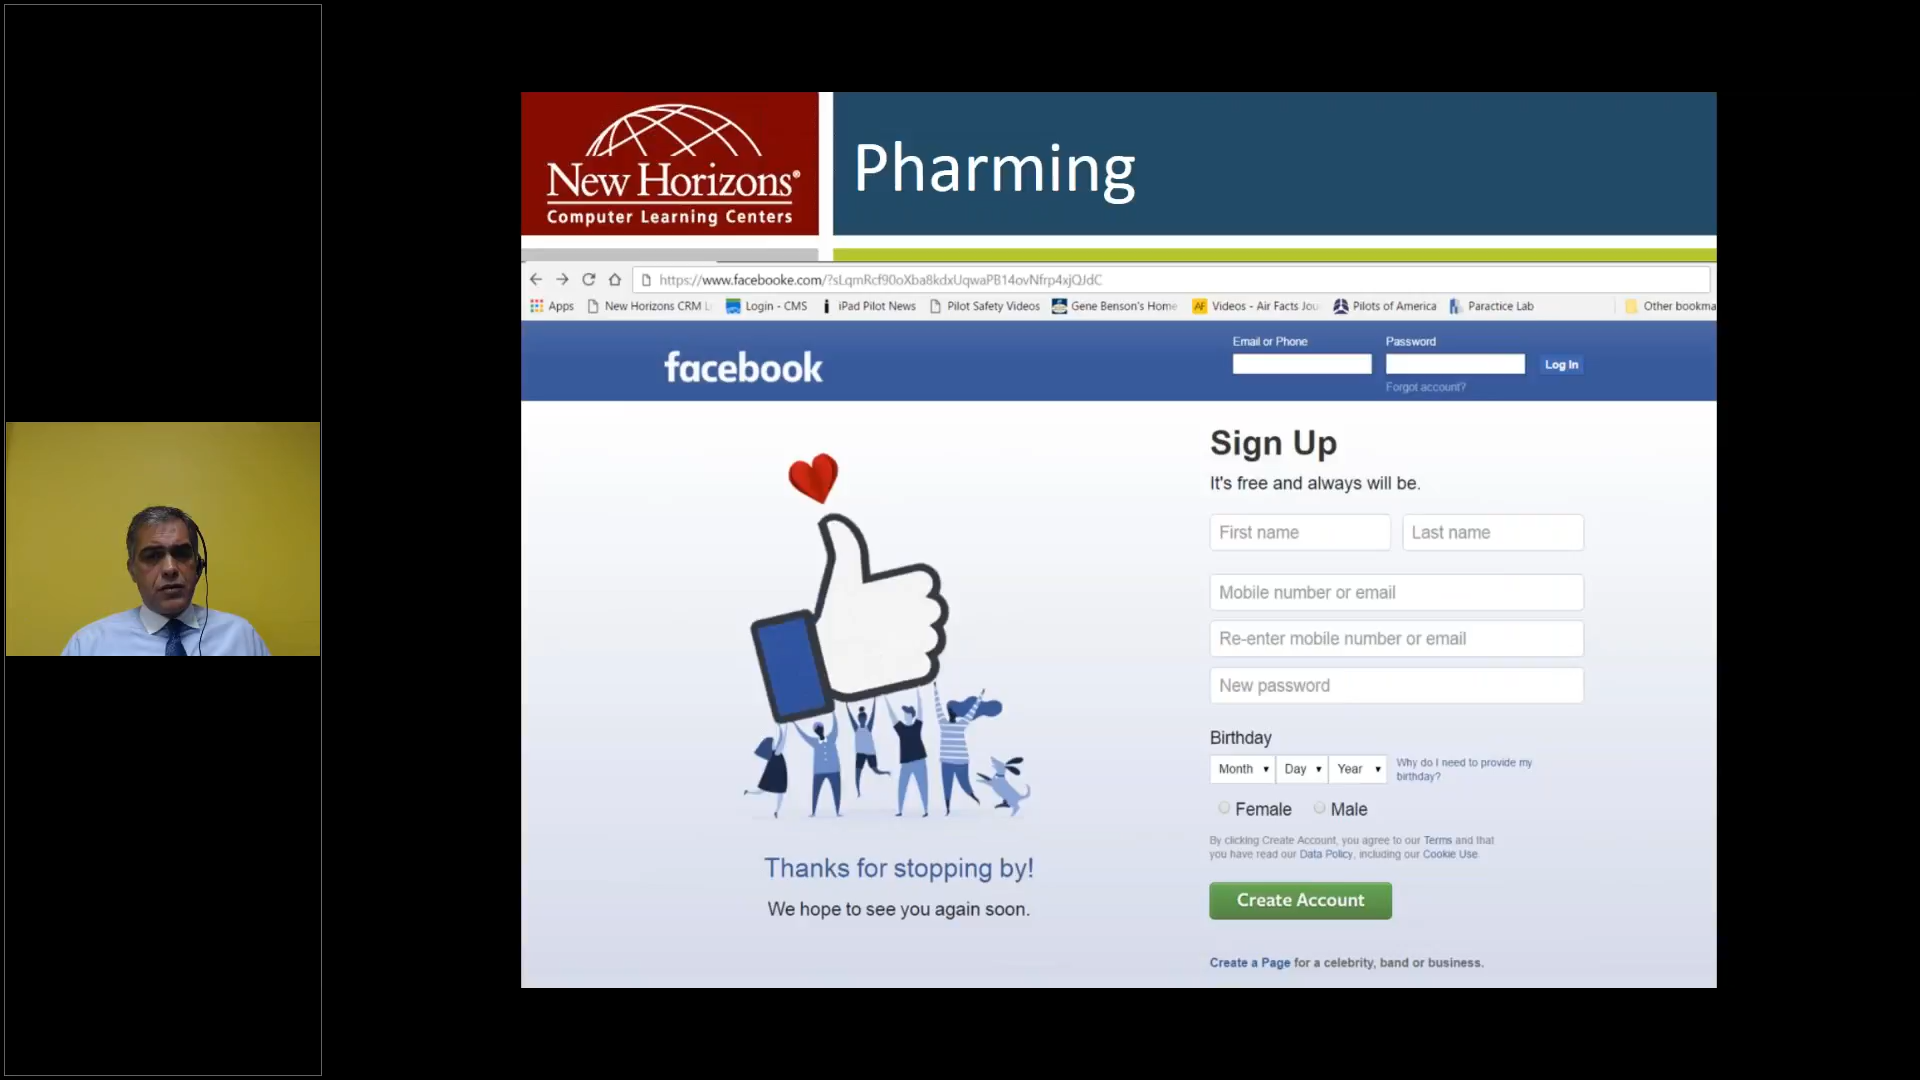 New Horizons®
Computer Learning Centers
Pharming
https://www.facebooke.com/?sLqmRcf90oXba8kdxUqwaPB14ovNfrp4xjQJdC
Apps New Horizons CRM L Login - CMS iPad Pilot News Pilot Safety Videos Gene Benson's Home AF Videos - Air Facts Jou Pilots of America Paractice Lab Other bookma
facebook
Email or Phone Password
Log In
Forgot account?
Sign Up
It's free and always will be.
First name Last name
Mobile number or email
Re-enter mobile number or email
New password
Birthday
Month Day Year Why do I need to provide my
birthday?
Female Male
By clicking Create Account, you agree to our Terms and that
you have read our Data Policy, including our Cookie Use.
Create Account
Create a Page for a celebrity, band or business.
Thanks for stopping by!
We hope to see you again soon.